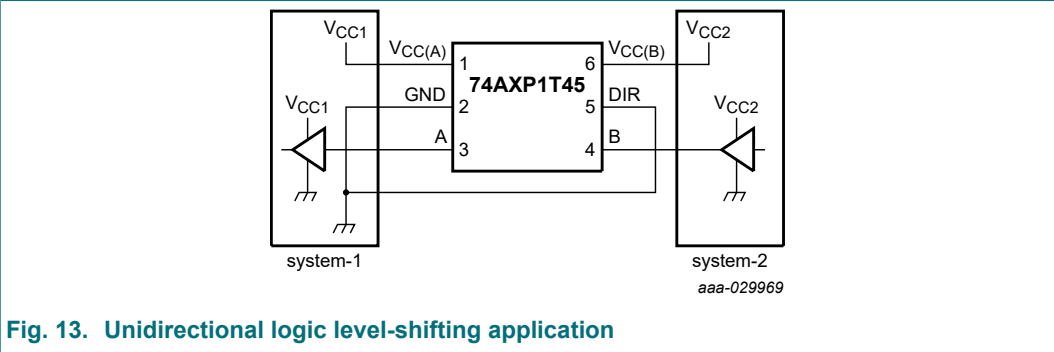 VCC1
VCC2
VCC(A)
VCC(B)
1
6
74AXP1T45
GND
2
5
DIR
VCC1
VCC2
A
3
4
B
system-1
system-2
aaa-029969
Fig. 13. Unidirectional logic level-shifting application